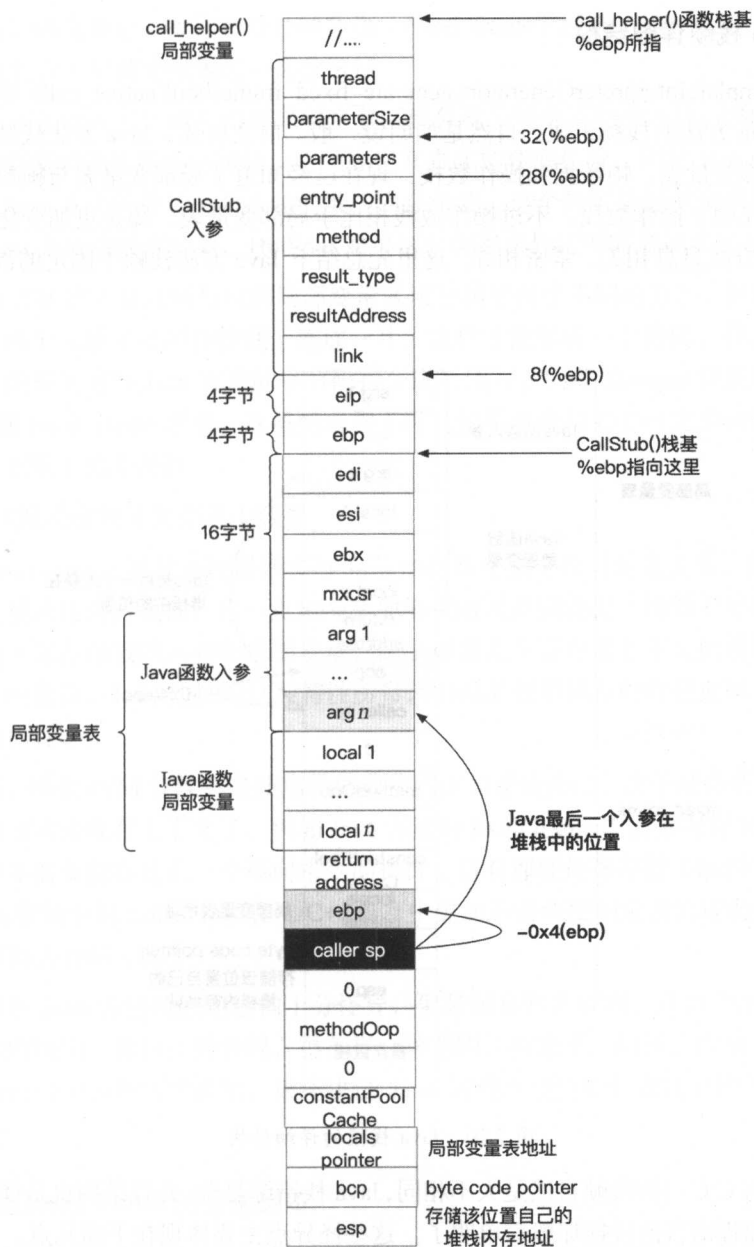 call_helper()
局部变量
//....
call_helper()函数栈基
%ebp所指
thread
parameterSize
32(%ebp)
parameters
28(%ebp)
entry_point
CallStub
入参
method
result_type
resultAddress
link
8(%ebp)
4字节
eip
4字节
ebp
CallStub()栈基
%ebp指向这里
edi
esi
16字节
ebx
mxcsr
arg 1
Java函数入参
...
arg n
局部变量表
local 1
Java函数
局部变量
...
local n
Java最后一个入参在
堆栈中的位置
return
address
ebp
-0x4(ebp)
caller sp
0
methodOop
0
constantPool
Cache
locals
pointer
局部变量表地址
bcp
byte code pointer
esp
存储该位置自己的
堆栈内存地址